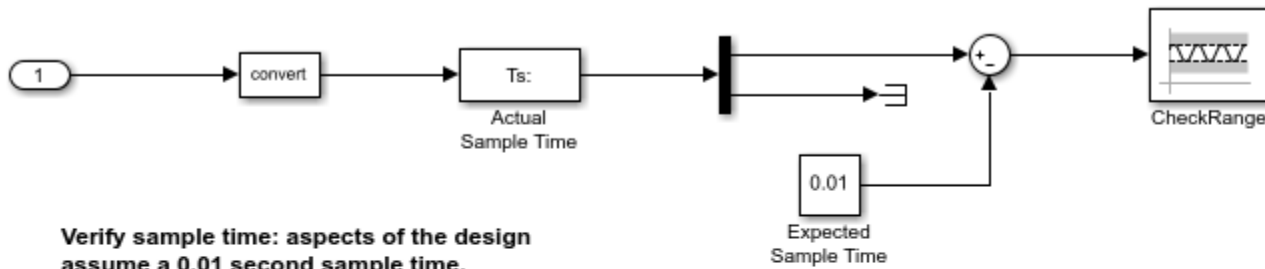 1
convert
Ts:
Actual
Sample Time
+
-
CheckRange
0.01
Expected
Sample Time
Verify sample time: aspects of the design
assume a 0.01 second sample time.